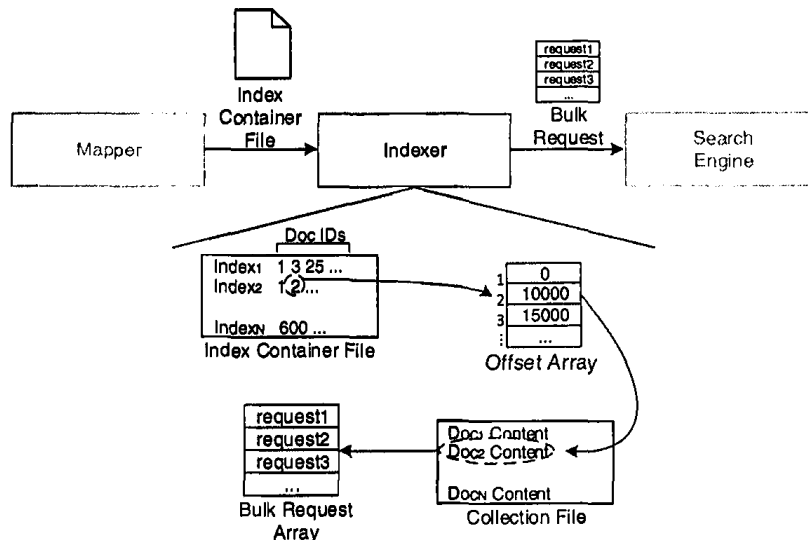 request1
request2
request3
...
Index
Container
File
Bulk
Request
Mapper
Indexer
Search
Engine
Doc IDs
Index1 1 3 25 ...
Index2 1 2 ...
IndexN 600 ...
Index Container File
1 0
2 10000
3 15000
⋮ ...
Offset Array
request1
request2
request3
...
Bulk Request
Array
Doc1 Content
Doc2 Content
DocN Content
Collection File